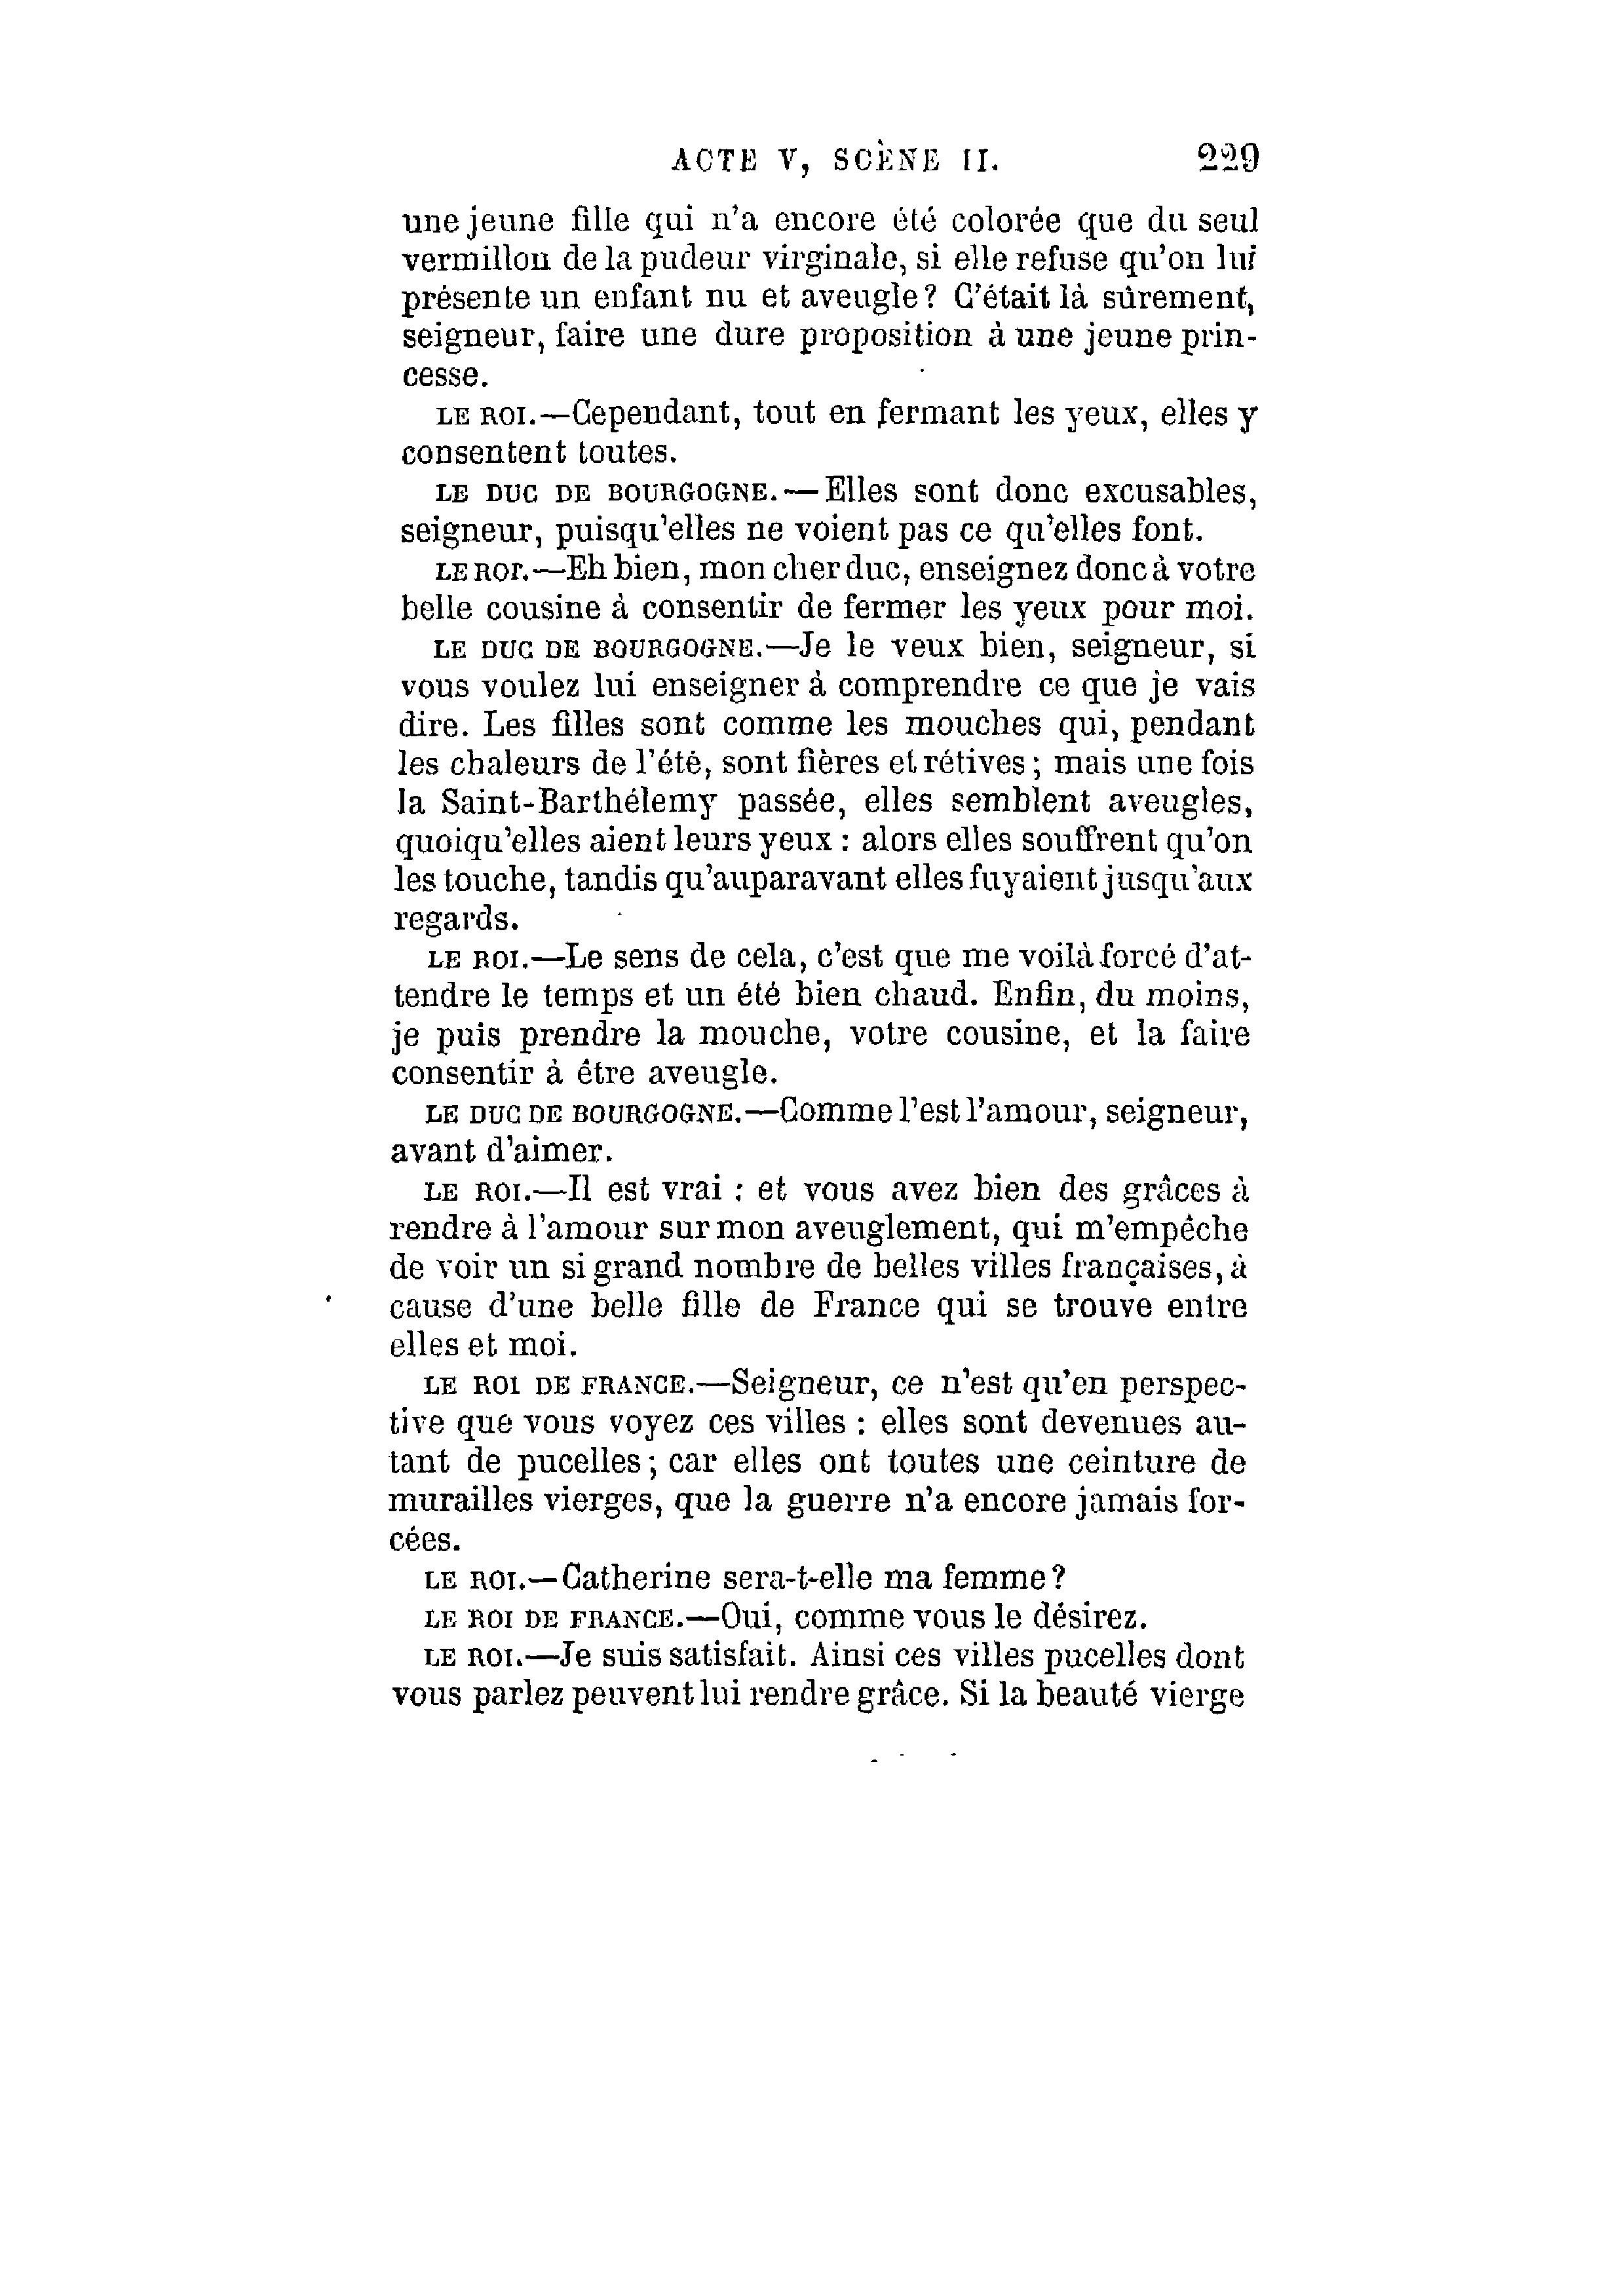 ACTE V, SCÈNE II. 229
une jeune fille qui n'a encore été colorée que du seul
vermillon de la pudeur virginale, si elle refuse qu'on lui
présente un enfant nu et aveugle? C'était là sûrement,
seigneur, faire une dure proposition à une jeune prin-
cesse.
LE ROI.—Cependant, tout en fermant les yeux, elles y
consentent toutes.
LE DUC DE BOURGOGNE.—Elles sont donc excusables,
seigneur, puisqu'elles ne voient pas ce qu'elles font.
LE ROI.—Eh bien, mon cher duc, enseignez donc à votre
belle cousine à consentir de fermer les yeux pour moi.
LE DUC DE BOURGOGNE.—Je le veux bien, seigneur, si
vous voulez lui enseigner à comprendre ce que je vais
dire. Les filles sont comme les mouches qui, pendant
les chaleurs de l'été, sont fières et rétives; mais une fois
la Saint-Barthélemy passée, elles semblent aveugles,
quoiqu'elles aient leurs yeux : alors elles souffrent qu'on
les touche, tandis qu'auparavant elles fuyaient jusqu'aux
regards.
LE ROI.—Le sens de cela, c'est que me voilà forcé d'at-
tendre le temps et un été bien chaud. Enfin, du moins,
je puis prendre la mouche, votre cousine, et la faire
consentir à être aveugle.
LE DUC DE BOURGOGNE.—Comme l'est l'amour, seigneur,
avant d'aimer.
LE ROI.—Il est vrai : et vous avez bien des grâces à
rendre à l'amour sur mon aveuglement, qui m'empêche
de voir un si grand nombre de belles villes françaises, à
cause d'une belle fille de France qui se trouve entre
elles et moi.
LE ROI DE FRANCE.—Seigneur, ce n'est qu'en perspec-
tive que vous voyez ces villes : elles sont devenues au-
tant de pucelles; car elles ont toutes une ceinture de
murailles vierges, que la guerre n'a encore jamais for-
cées.
LE ROI.—Catherine sera-t-elle ma femme?
LE ROI DE FRANCE.—Oui, comme vous le désirez.
LE ROI.—Je suis satisfait. Ainsi ces villes pucelles dont
vous parlez peuvent lui rendre grâce. Si la beauté vierge